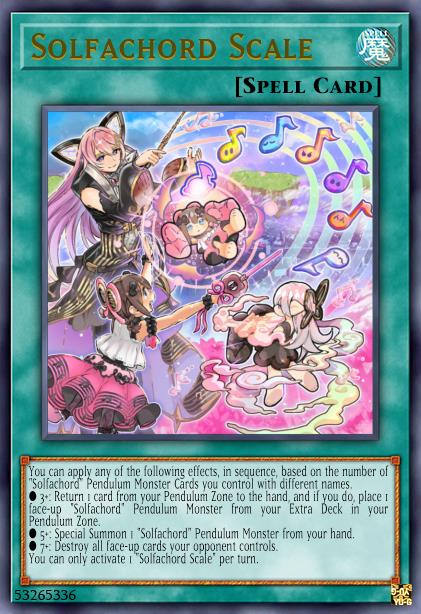 Solfachord Scale
SPELL
魔
[Spell Card]
You can apply any of the following effects, in sequence, based on the number of
"Solfachord" Pendulum Monster Cards you control with different names.
● 3+: Return 1 card from your Pendulum Zone to the hand, and if you do, place 1
face-up "Solfachord" Pendulum Monster from your Extra Deck in your
Pendulum Zone.
● 5+: Special Summon 1 "Solfachord" Pendulum Monster from your hand.
● 7+: Destroy all face-up cards your opponent controls.
You can only activate 1 "Solfachord Scale" per turn.
53265336